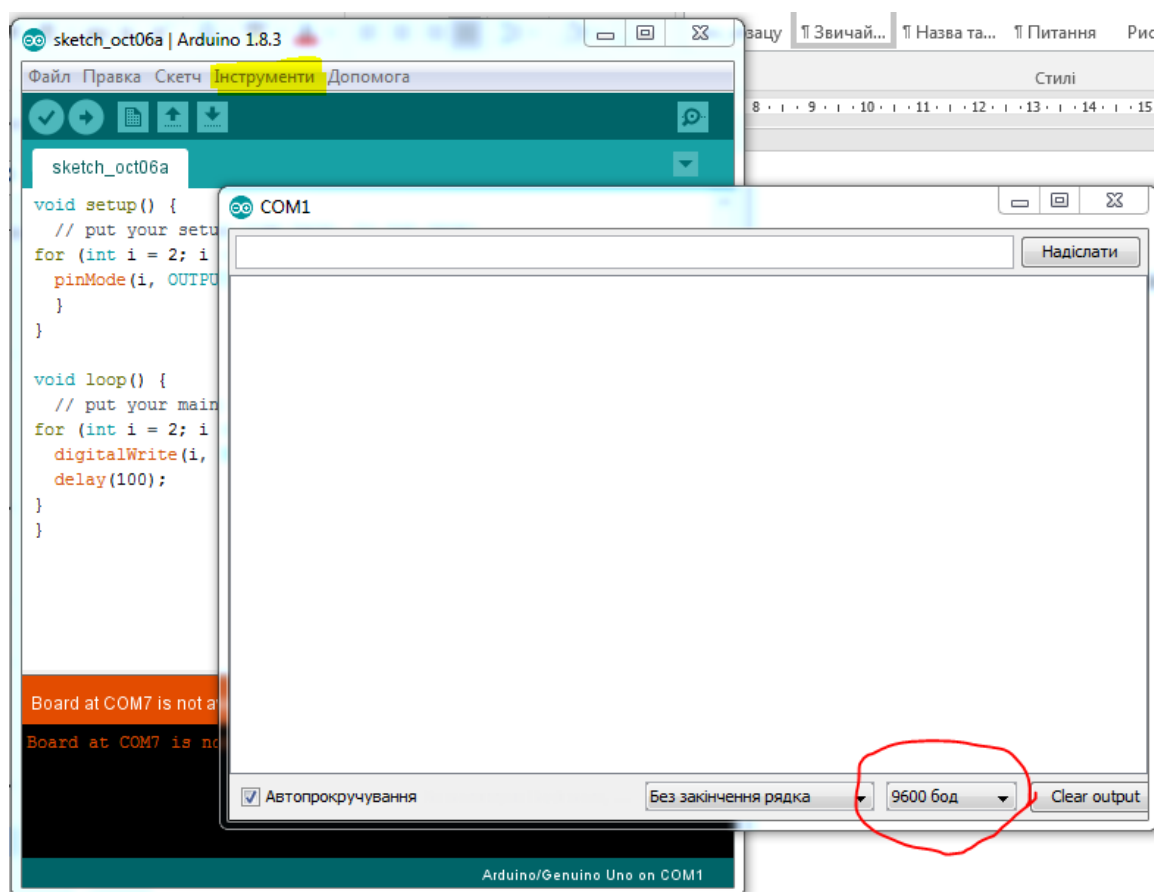 sketch_oct06a | Arduino 1.8.3
Файл Правка Скетч Інструменти Допомога
sketch_oct06a
void setup() {
// put your setu
for (int i = 2; i
pinMode(i, OUTPU
}
}
void loop() {
// put your main
for (int i = 2; i
digitalWrite(i,
delay(100);
}
}
Board at COM7 is not a
Board at COM7 is no
Arduino/Genuino Uno on COM1
COM1
Надіслати
Автопрокручування
Без закінчення рядка
9600 бод
Clear output
зацу ¶ Звичай... ¶ Назва та... ¶ Питання Рис
Стилі
8 9 10 11 12 13 14 15